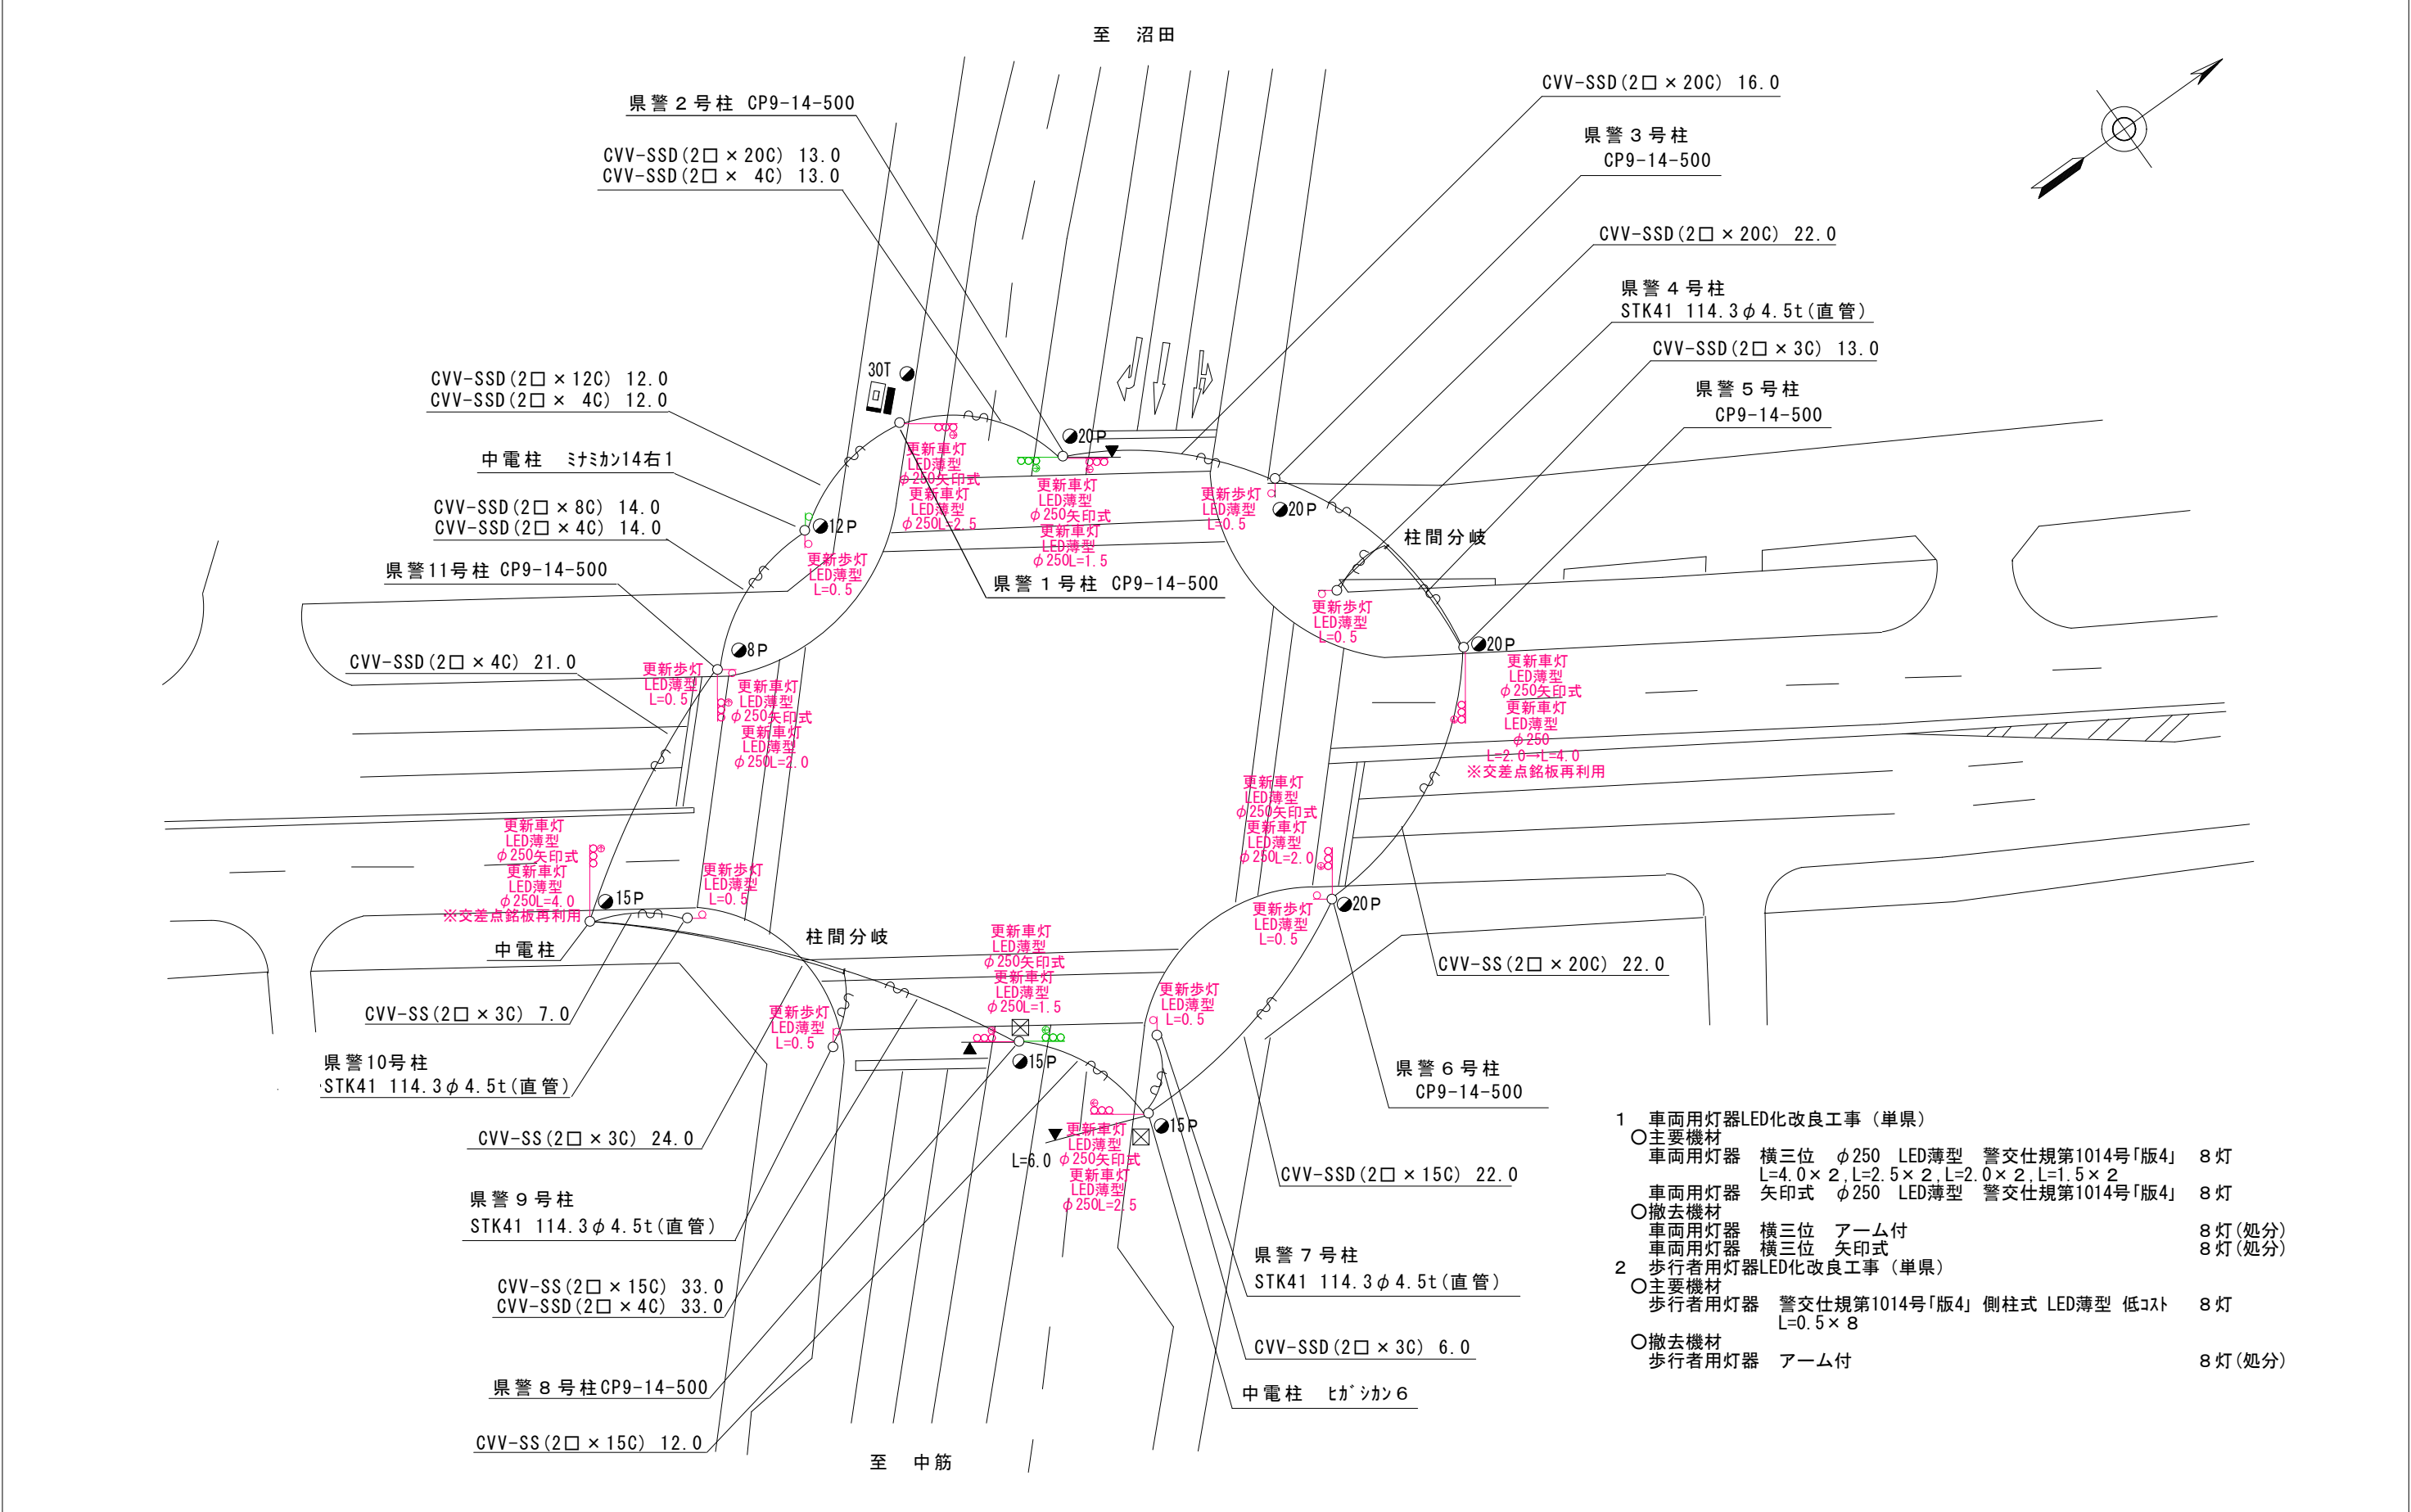 至　沼田
県警２号柱 CP9-14-500
CVV-SSD(2□ × 20C) 13.0
CVV-SSD(2□ ×  4C) 13.0
CVV-SSD(2□ × 20C) 16.0
県警３号柱
CP9-14-500
CVV-SSD(2□ × 20C) 22.0
県警４号柱
STK41 114.3φ4.5t(直管)
CVV-SSD(2□ × 3C) 13.0
県警５号柱
CP9-14-500
30T
CVV-SSD(2□ × 12C) 12.0
CVV-SSD(2□ ×  4C) 12.0
中電柱　ﾐﾅﾐｶﾝ14右1
CVV-SSD(2□ × 8C) 14.0
CVV-SSD(2□ × 4C) 14.0
県警11号柱 CP9-14-500
CVV-SSD(2□ × 4C) 21.0
20P
更新車灯
LED薄型
φ250矢印式
更新車灯
LED薄型
φ250L=2.5
更新車灯
LED薄型
φ250矢印式
更新車灯
LED薄型
φ250L=1.5
更新歩灯
LED薄型
L=0.5
20P
柱間分岐
12P
更新歩灯
LED薄型
L=0.5
県警１号柱 CP9-14-500
更新歩灯
LED薄型
L=0.5
8P
更新歩灯
LED薄型
L=0.5
更新車灯
LED薄型
φ250矢印式
更新車灯
LED薄型
φ250L=2.0
20P
更新車灯
LED薄型
φ250矢印式
更新車灯
LED薄型
φ250
L=2.0→L=4.0
※交差点銘板再利用
更新車灯
LED薄型
φ250矢印式
更新車灯
LED薄型
φ250L=2.0
更新車灯
LED薄型
φ250矢印式
更新車灯
LED薄型
φ250L=4.0
※交差点銘板再利用
15P
更新歩灯
LED薄型
L=0.5
20P
更新歩灯
LED薄型
L=0.5
中電柱
柱間分岐
更新車灯
LED薄型
φ250矢印式
更新車灯
LED薄型
φ250L=1.5
CVV-SS(2□ × 20C) 22.0
更新歩灯
LED薄型
L=0.5
更新歩灯
LED薄型
L=0.5
CVV-SS(2□ × 3C) 7.0
県警10号柱
STK41 114.3φ4.5t(直管)
15P
県警６号柱
CP9-14-500
15P
更新車灯
LED薄型
φ250矢印式
更新車灯
LED薄型
φ250L=2.5
L=6.0
CVV-SS(2□ × 3C) 24.0
CVV-SSD(2□ × 15C) 22.0
県警９号柱
STK41 114.3φ4.5t(直管)
県警７号柱
STK41 114.3φ4.5t(直管)
CVV-SS(2□ × 15C) 33.0
CVV-SSD(2□ × 4C) 33.0
CVV-SSD(2□ × 3C) 6.0
県警８号柱CP9-14-500
中電柱　ﾋｶﾞｼｶﾝ６
CVV-SS(2□ × 15C) 12.0
至　中筋
1　車両用灯器LED化改良工事（単県）
〇主要機材
車両用灯器　横三位　φ250　LED薄型　警交仕規第1014号｢版4｣　８灯
L=4.0×２,L=2.5×２,L=2.0×２,L=1.5×２
車両用灯器　矢印式　φ250　LED薄型　警交仕規第1014号｢版4｣　８灯
〇撤去機材
車両用灯器　横三位　アーム付　８灯(処分)
車両用灯器　横三位　矢印式　８灯(処分)
2　歩行者用灯器LED化改良工事（単県）
〇主要機材
歩行者用灯器　警交仕規第1014号｢版4｣ 側柱式 LED薄型 低ｺｽﾄ　８灯
L=0.5×８
〇撤去機材
歩行者用灯器　アーム付　８灯(処分)